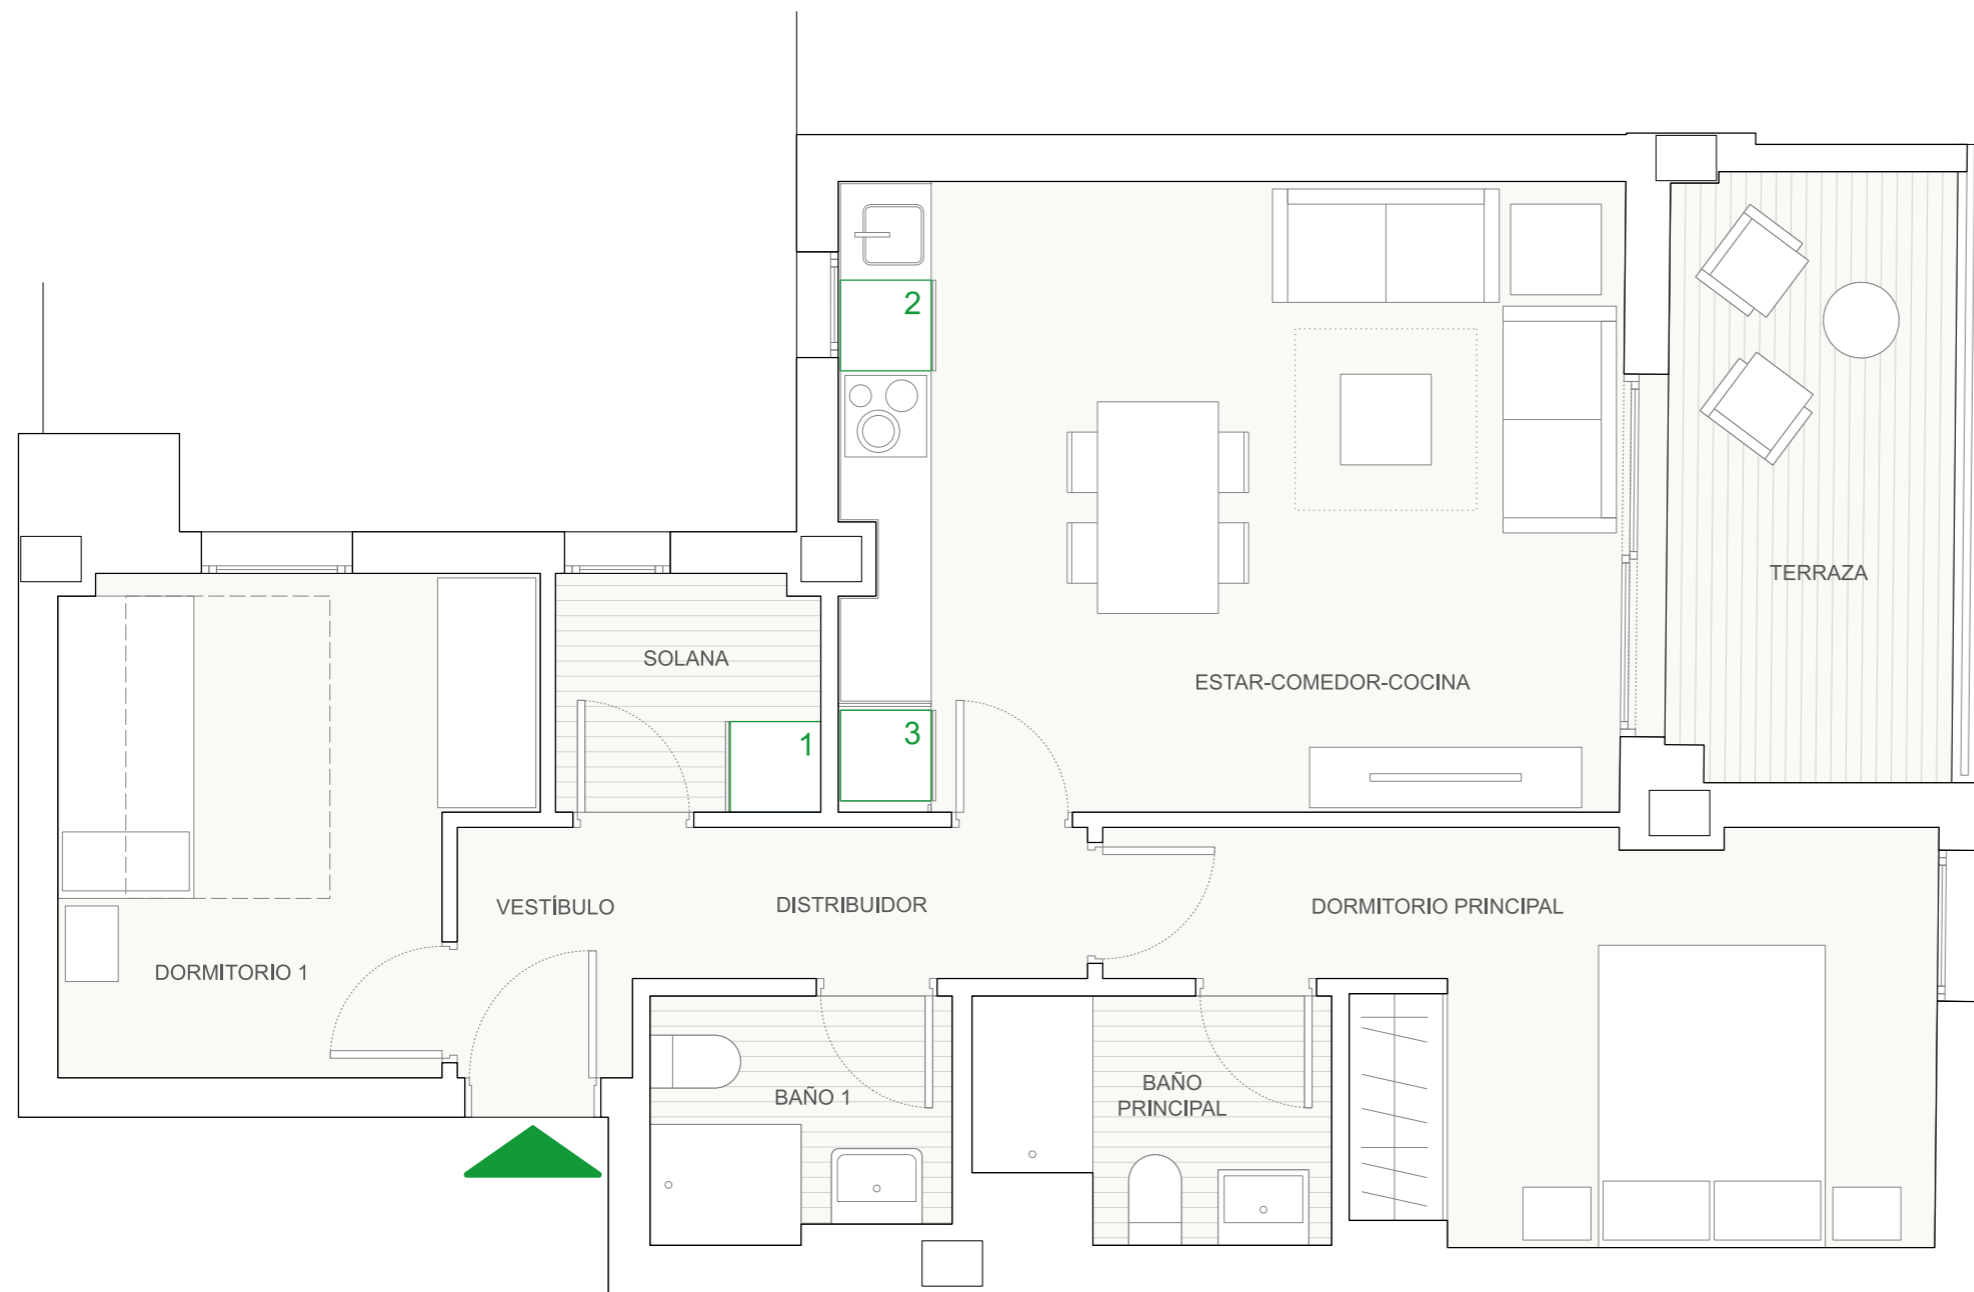 2
TERRAZA
SOLANA
ESTAR-COMEDOR-COCINA
1
3
VESTÍBULO
DISTRIBUIDOR
DORMITORIO PRINCIPAL
DORMITORIO 1
BAÑO 1
BAÑO
PRINCIPAL